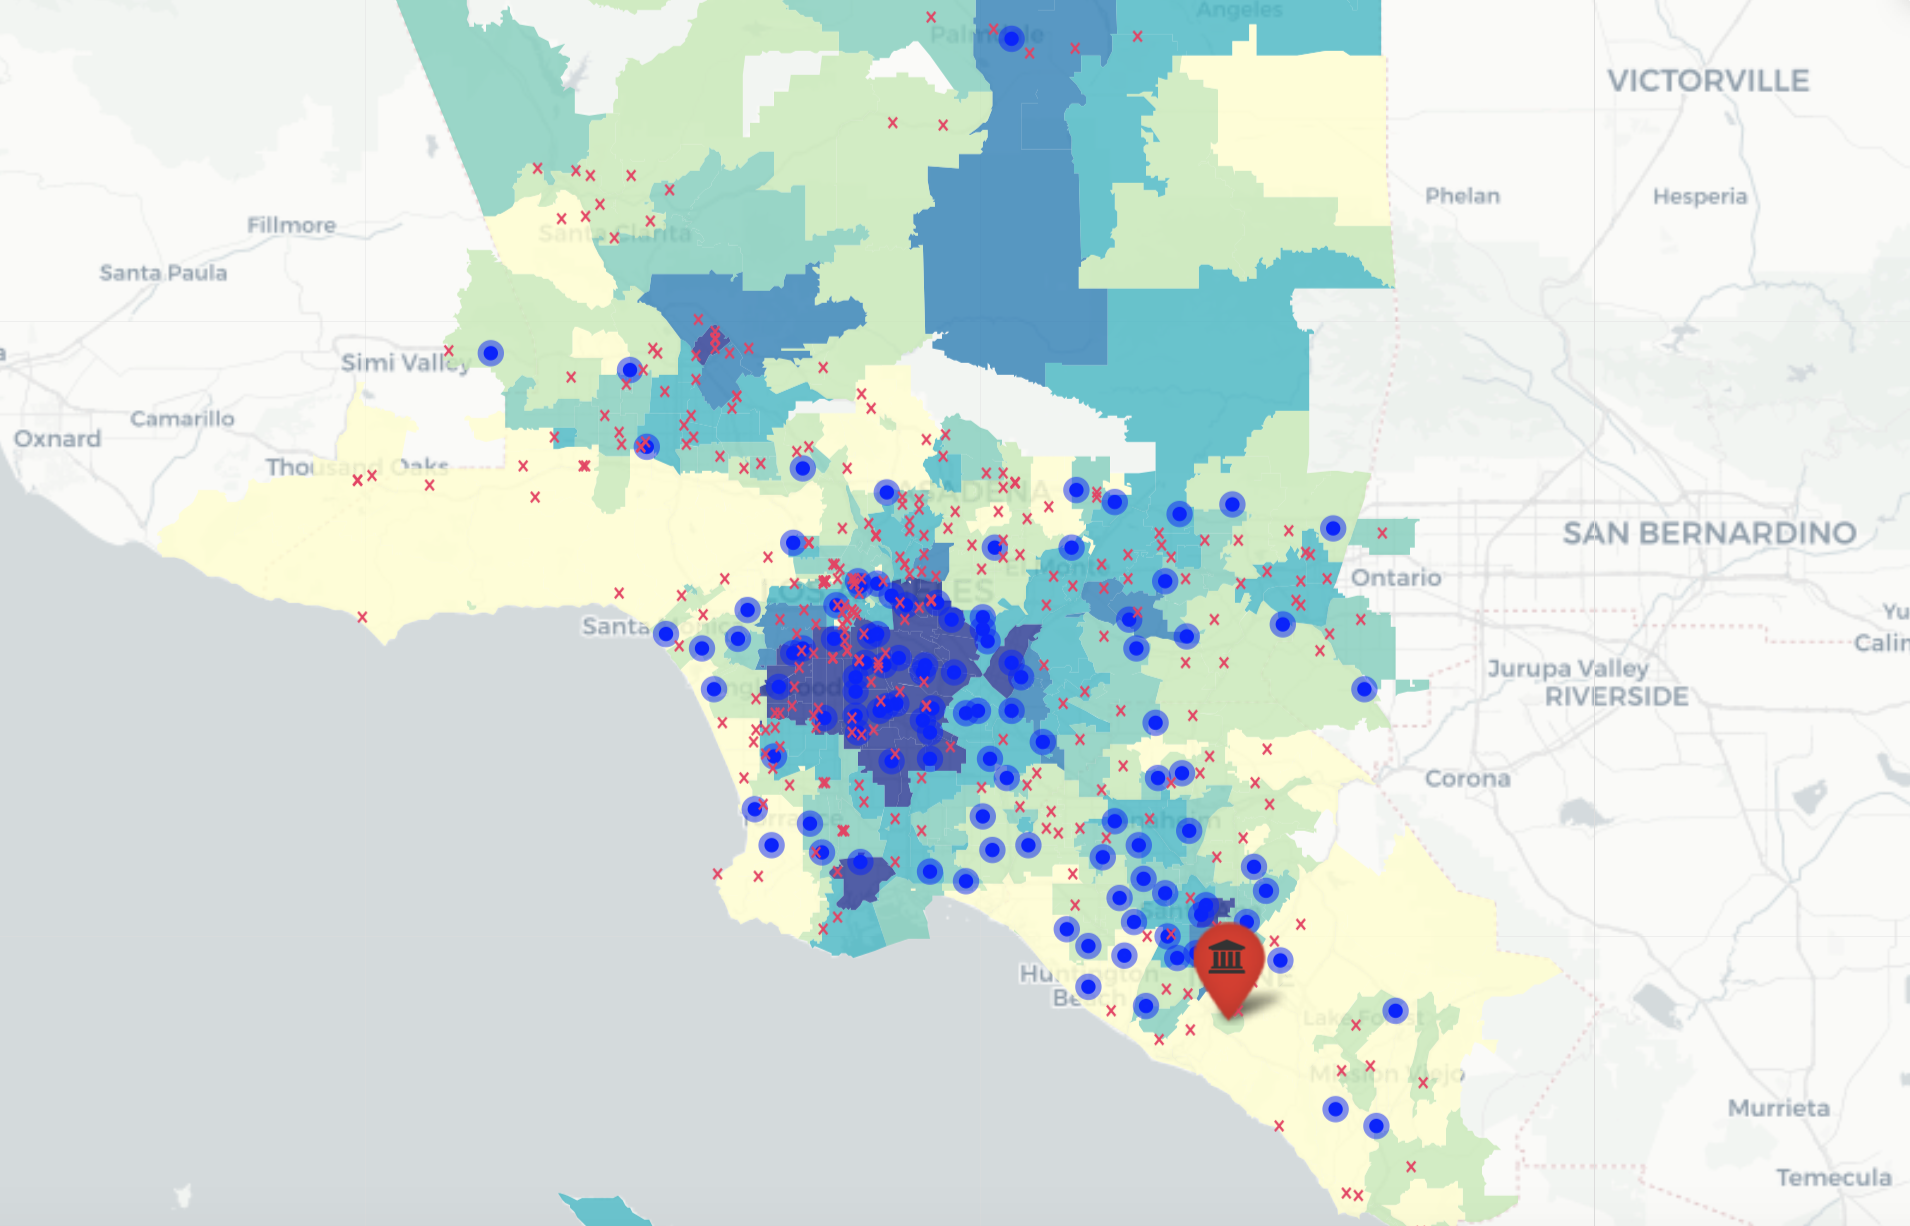 Angeles
Palmdale
VICTORVILLE
Phelan
Hesperia
Fillmore
Santa Clarita
Santa Paula
Simi Valley
Camarillo
Oxnard
Thousand Oaks
PASADENA
SAN BERNARDINO
El Monte
Ontario
LOS ANGELES
Yu
Santa Monica
Calim
Jurupa Valley
Inglewood
RIVERSIDE
Corona
Torrance
Anaheim
Santa
Huntington
Beach
IRVINE
Lake Forest
Mission Viejo
Murrieta
Temecula